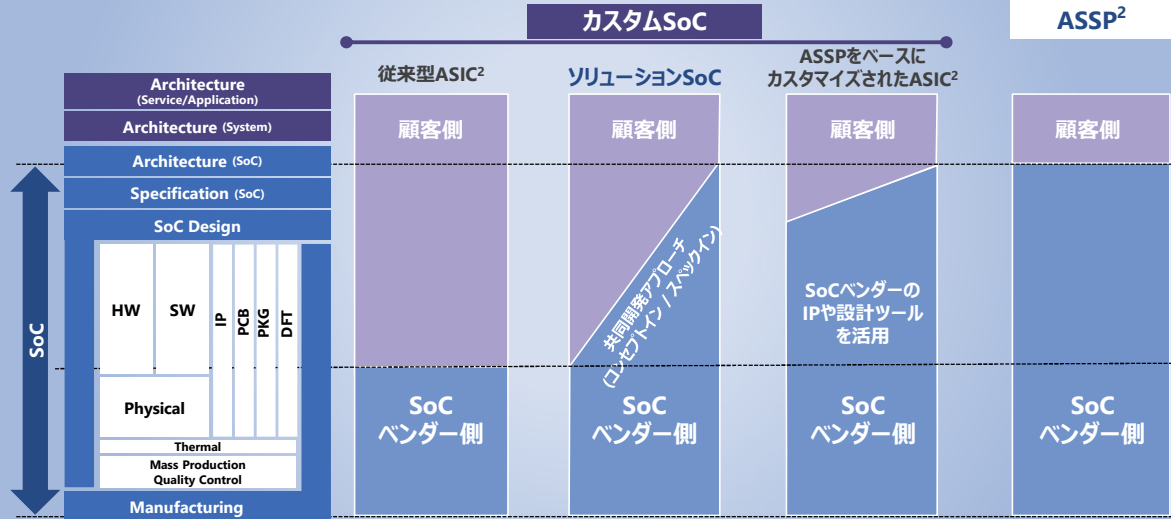 カスタムSoC
ASSP2
従来型ASIC2
ソリューションSoC
ASSPをベースに
カスタマイズされたASIC2
Architecture
(Service/Application)
Architecture (System)
Architecture (SoC)
Specification (SoC)
SoC Design
HW
SW
IP
PCB
PKG
DFT
Physical
Thermal
Mass Production
Quality Control
Manufacturing
SoC
顧客側
SoC
ベンダー側
顧客側
共同開発アプローチ
(コンセプトイン / スペックイン)
SoC
ベンダー側
顧客側
SoCベンダーの
IPや設計ツール
を活用
SoC
ベンダー側
顧客側
SoC
ベンダー側